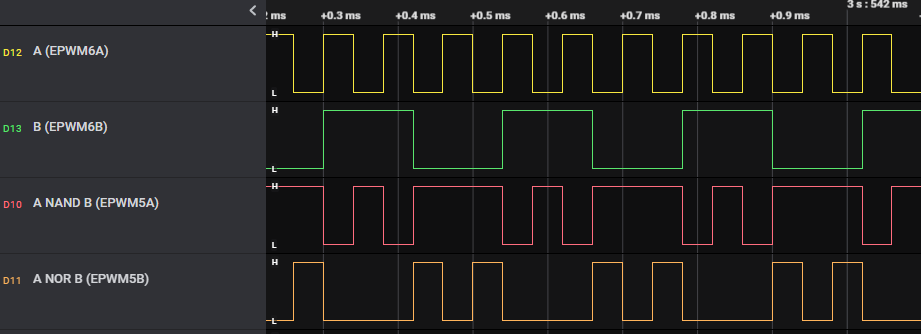 2 ms +0.3 ms +0.4 ms +0.5 ms +0.6 ms +0.7 ms +0.8 ms +0.9 ms 3 s : 542 ms
D12 A (EPWM6A) H
L
D13 B (EPWM6B) H
L
D10 A NAND B (EPWM5A) H
L
D11 A NOR B (EPWM5B) H
L